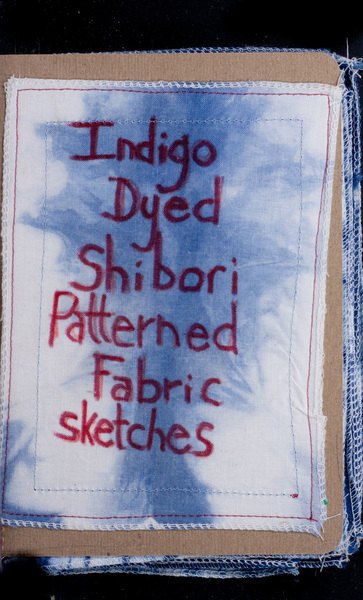 Indigo
Dyed
Shibori
Patterned
Fabric
sketches